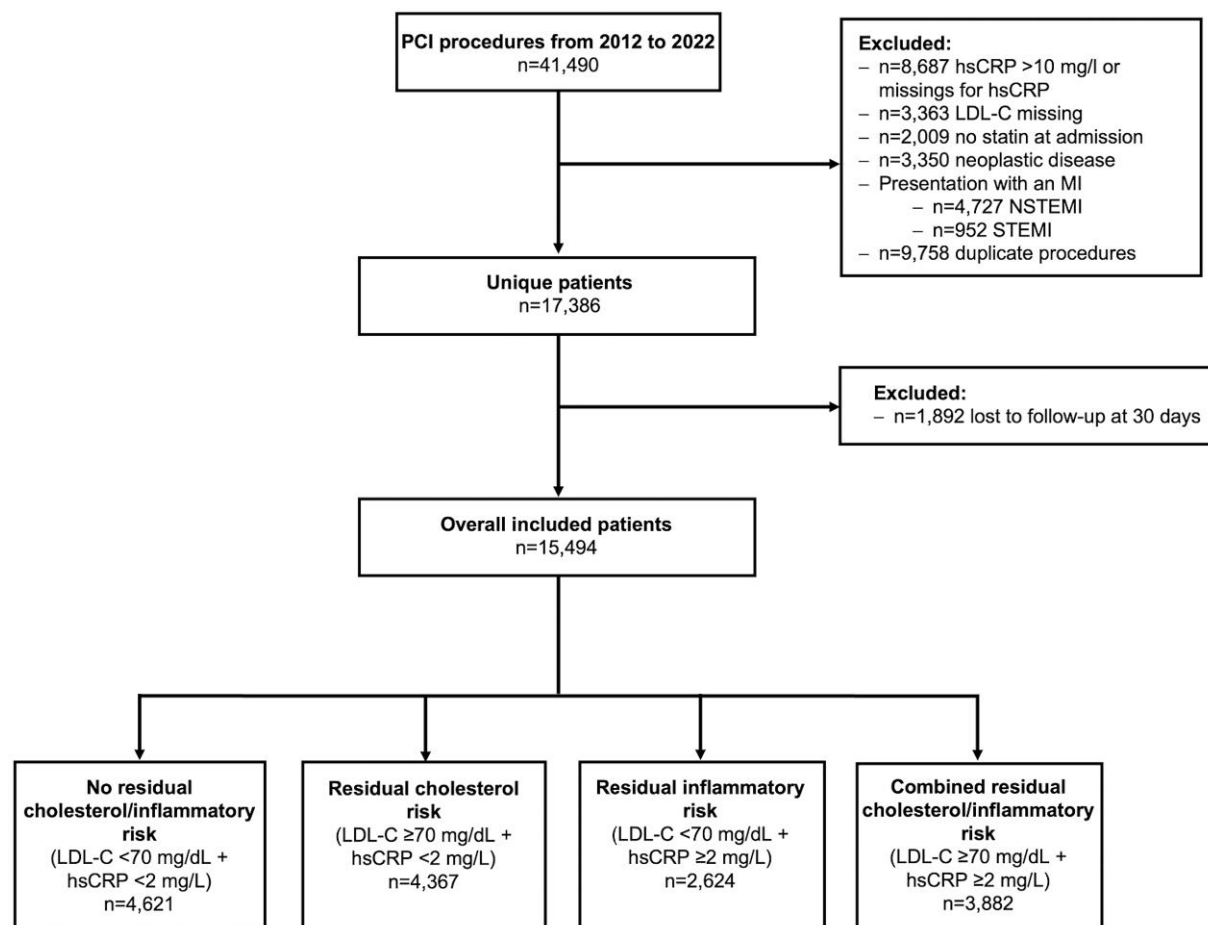 PCI procedures from 2012 to 2022
n=41,490
Excluded:
– n=8,687 hsCRP >10 mg/l or
missings for hsCRP
– n=3,363 LDL-C missing
– n=2,009 no statin at admission
– n=3,350 neoplastic disease
– Presentation with an MI
– n=4,727 NSTEMI
– n=952 STEMI
– n=9,758 duplicate procedures
Unique patients
n=17,386
Excluded:
– n=1,892 lost to follow-up at 30 days
Overall included patients
n=15,494
No residual
cholesterol/inflammatory
risk
(LDL-C <70 mg/dL +
hsCRP <2 mg/L)
n=4,621
Residual cholesterol
risk
(LDL-C ≥70 mg/dL +
hsCRP <2 mg/L)
n=4,367
Residual inflammatory
risk
(LDL-C <70 mg/dL +
hsCRP ≥2 mg/L)
n=2,624
Combined residual
cholesterol/inflammatory
risk
(LDL-C ≥70 mg/dL +
hsCRP ≥2 mg/L)
n=3,882